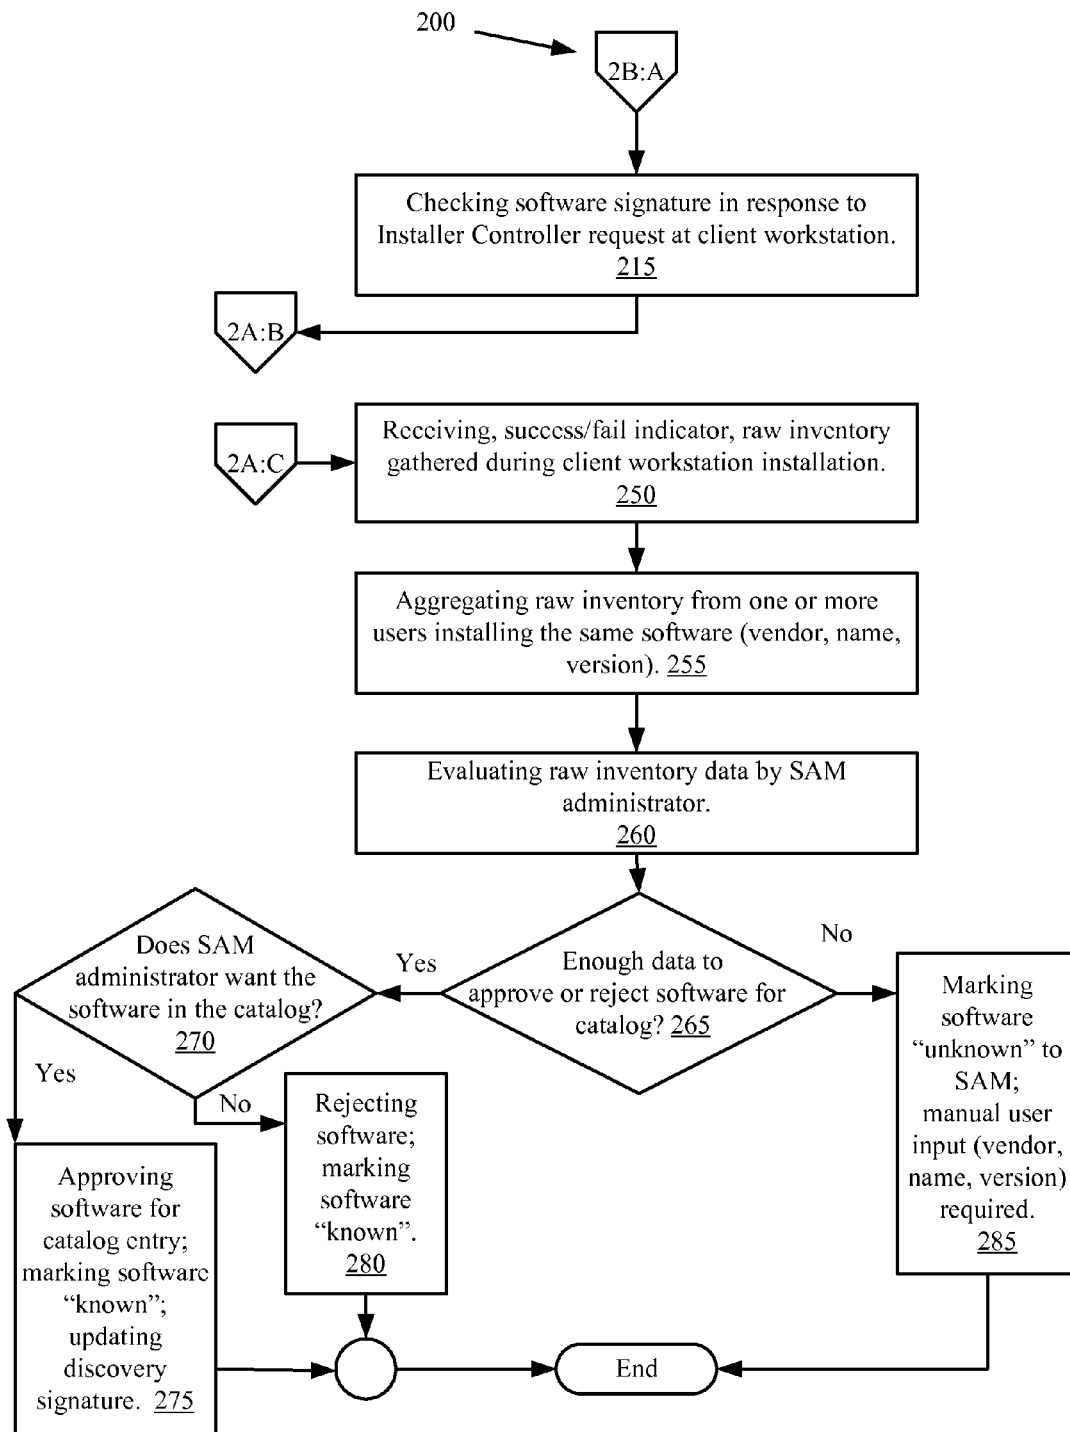 200
2B:A
Checking software signature in response to
Installer Controller request at client workstation.
215
2A:B
2A:C
Receiving, success/fail indicator, raw inventory
gathered during client workstation installation.
250
Aggregating raw inventory from one or more
users installing the same software (vendor, name,
version). 255
Evaluating raw inventory data by SAM
administrator.
260
Does SAM
administrator want the
software in the catalog?
270
Yes
Enough data to
approve or reject software for
catalog? 265
No
Marking
software
“unknown” to
SAM;
manual user
input (vendor,
name, version)
required.
285
Yes
No
Rejecting
software;
marking
software
“known”.
280
Approving
software for
catalog entry;
marking software
“known”;
updating
discovery
signature. 275
End